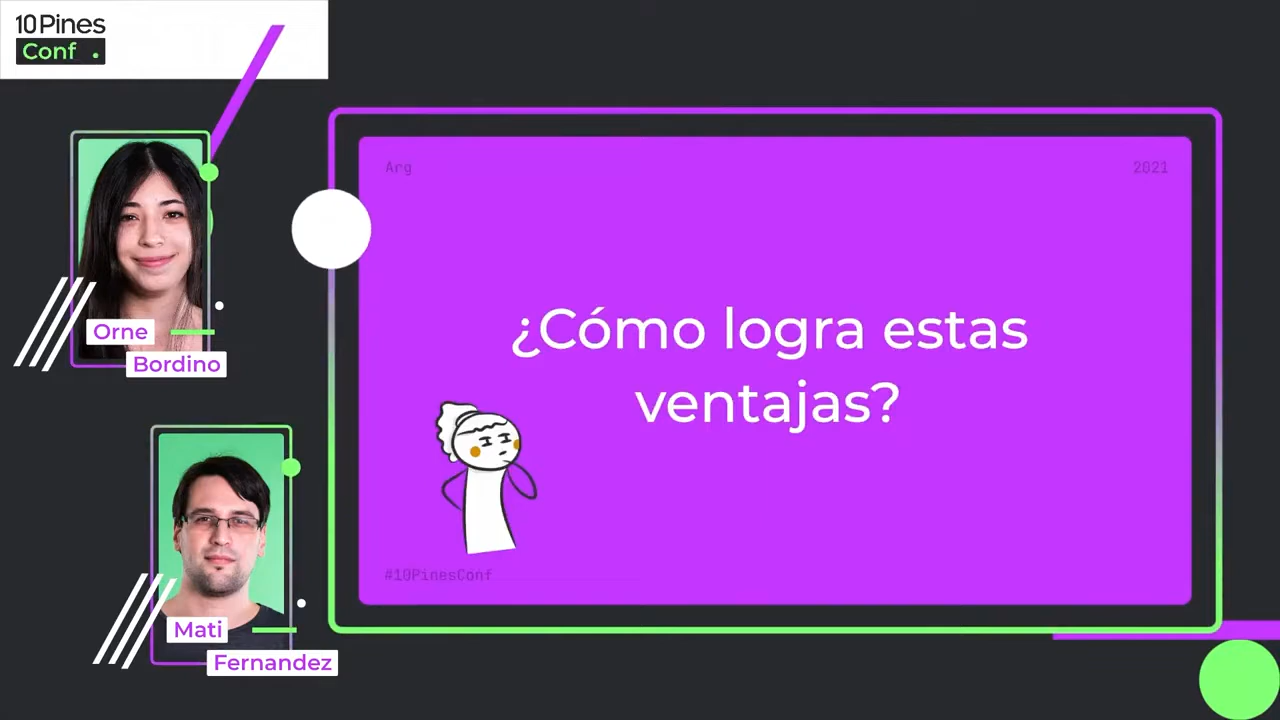 10Pines
Conf .
Orne
Bordino
Mati
Fernandez
Arg
2021
¿Cómo logra estas
ventajas?
#10PinesConf